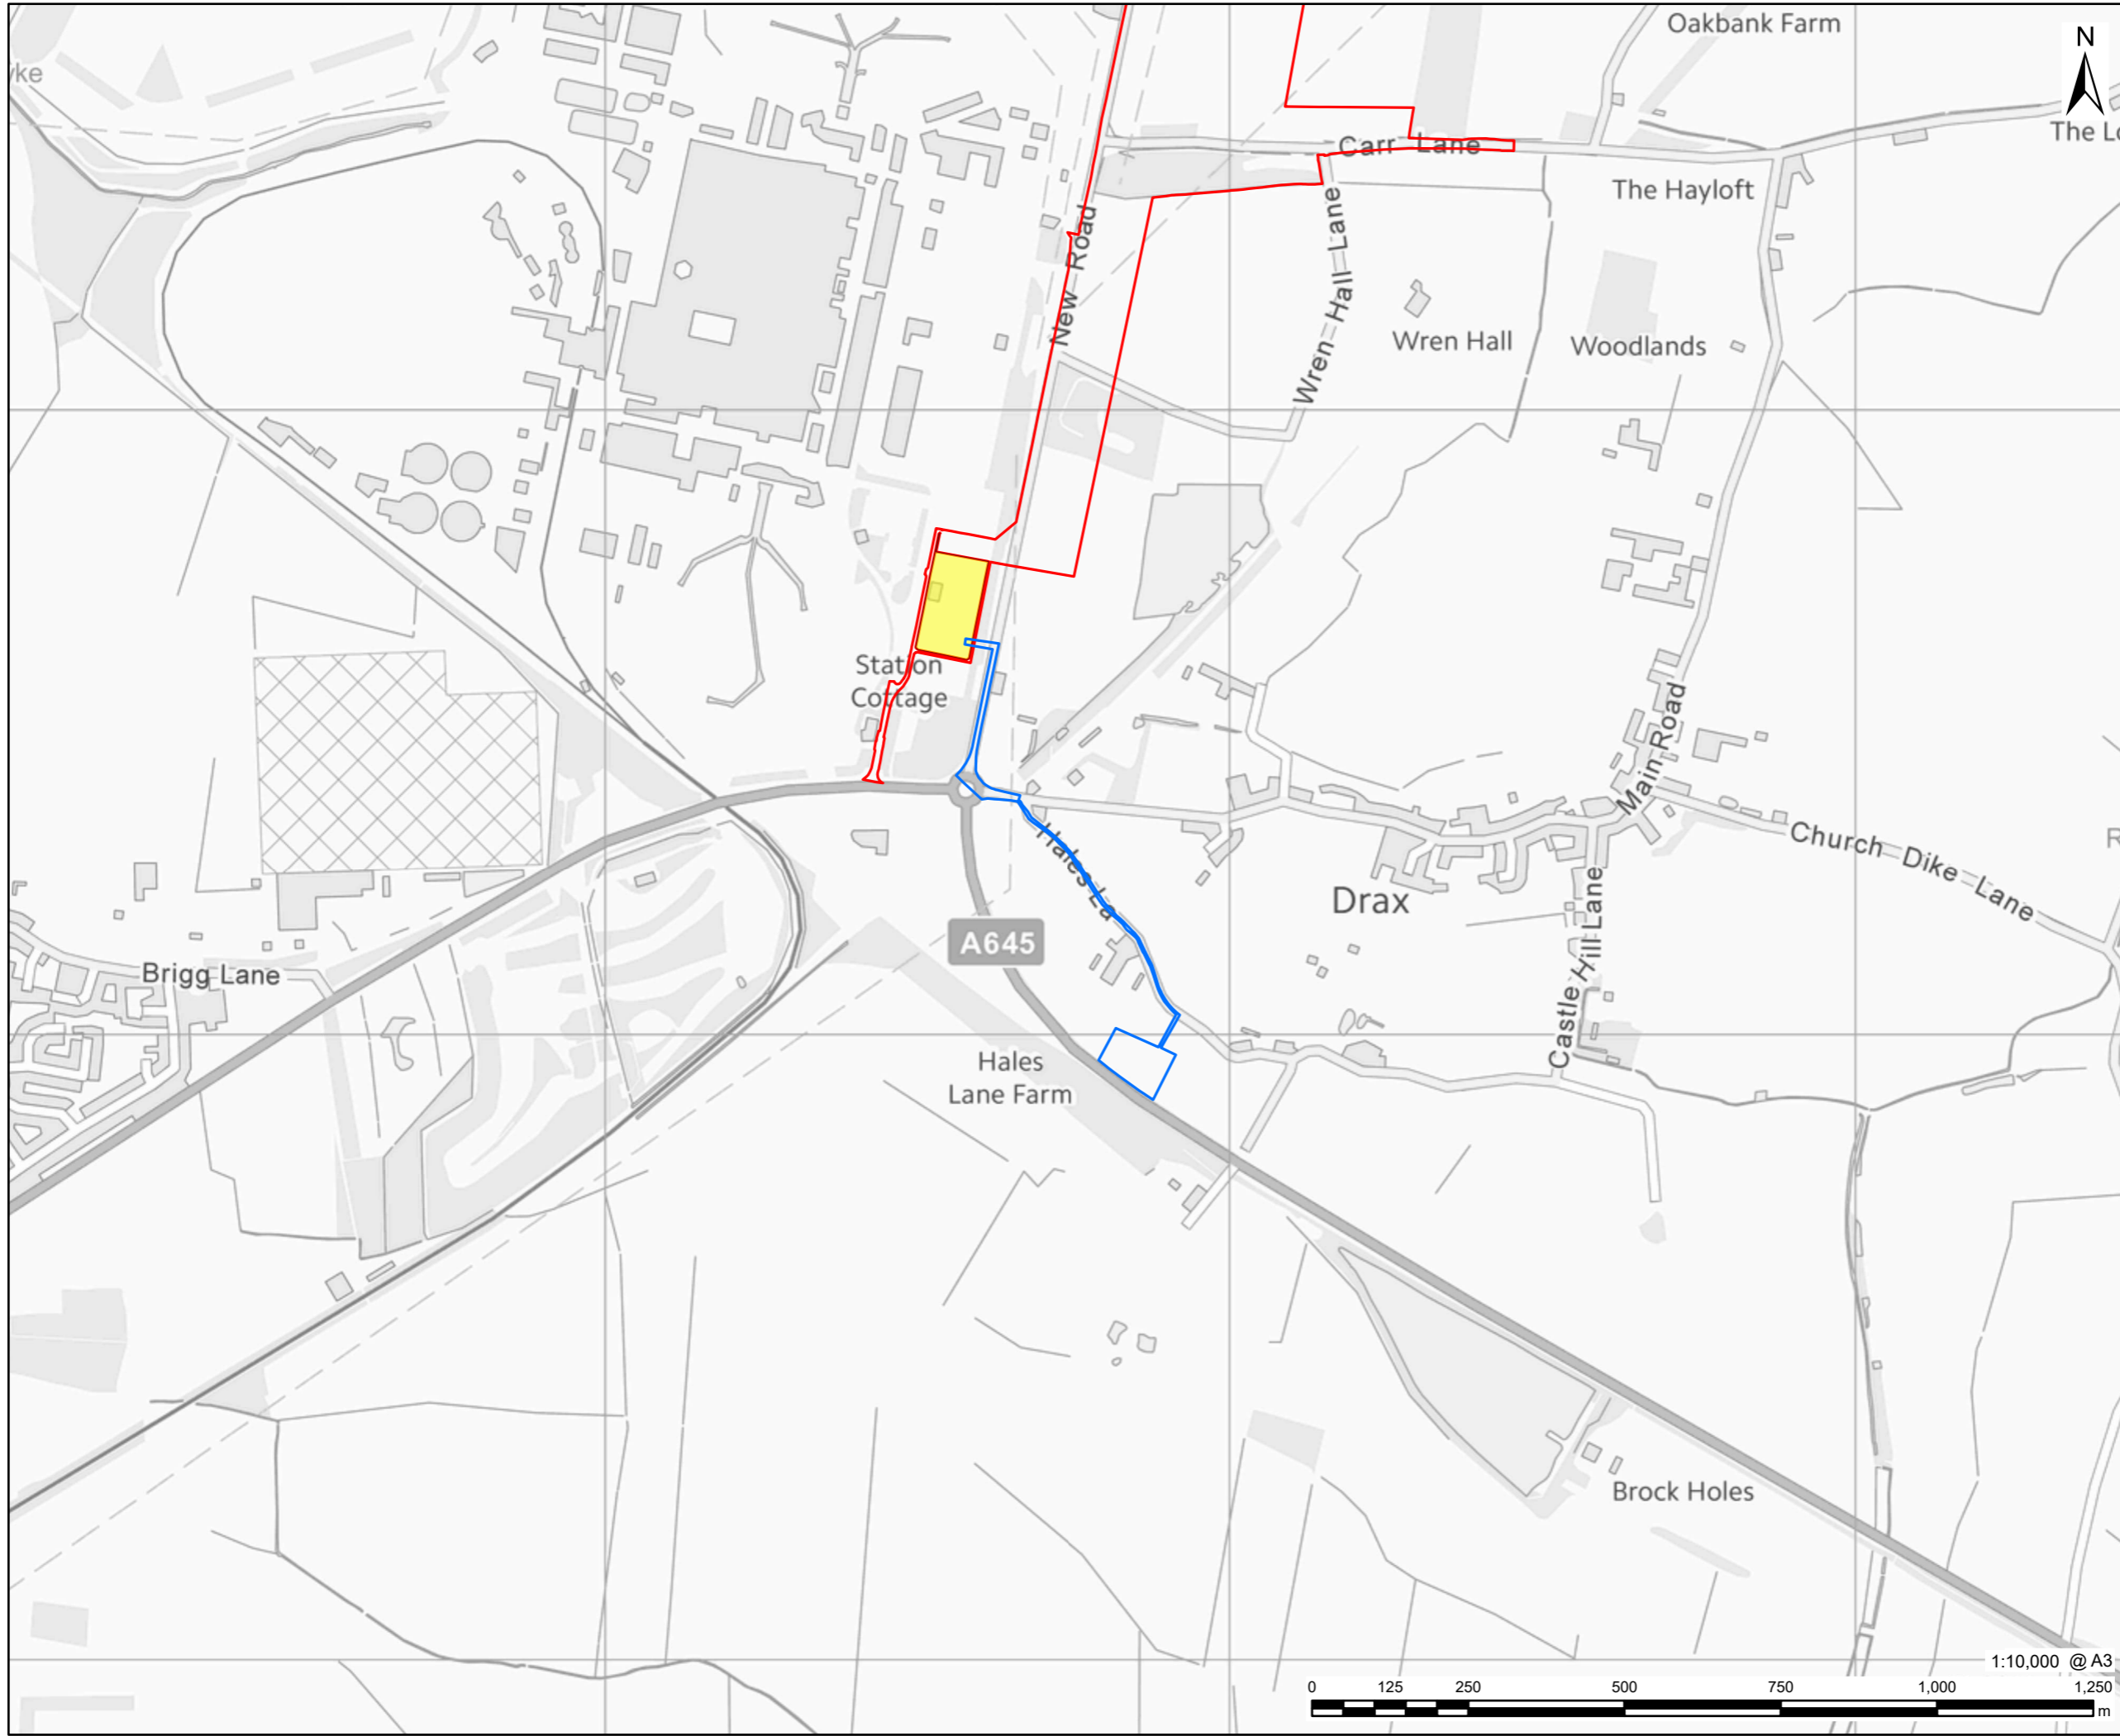 Oakbank Farm
N
yke
Carr Lane
The Lo
The Hayloft
New Road
Wren Hall Lane
Wren Hall
Woodlands
Station
Cottage
Main Road
Hales La
Church Dike Lane
Drax
Castle Hill Lane
A645
Brigg Lane
Hales
Lane Farm
R
Brock Holes
1:10,000 @ A3
0 125 250 500 750 1,000 1,250
m